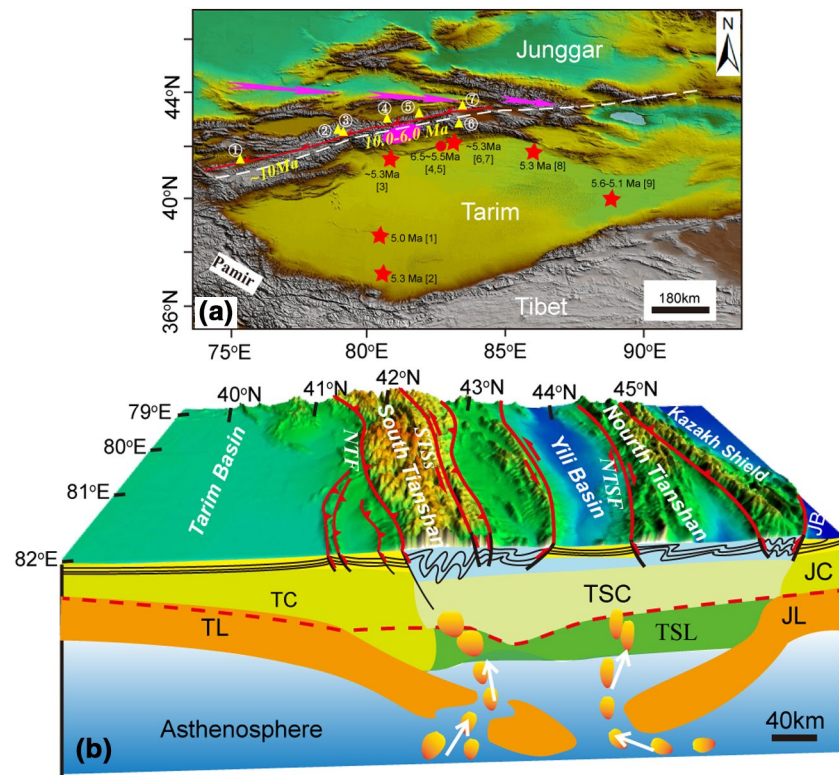 Junggar
N
44°N
④
⑤
⑦
②
③
⑥
①
16.0-6.0 Ma
~10Ma
~5.3Ma
[3]
6.5~5.5Ma
[4,5]
~5.3Ma
[6,7]
5.3 Ma [8]
5.6-5.1 Ma [9]
40°N
Tarim
5.0 Ma [1]
5.3 Ma [2]
Pamir
Tibet
180km
36°N
(a)
75°E
80°E
85°E
90°E
40°N
41°N
42°N
43°N
44°N
45°N
79°E
80°E
81°E
82°E
Tarim Basin
NTF
South Tianshan
STSs
Yili Basin
NTSF
Nourth Tianshan
Kazakh Shield
JB
TC
TSC
JC
TL
TSL
JL
Asthenosphere
40km
(b)